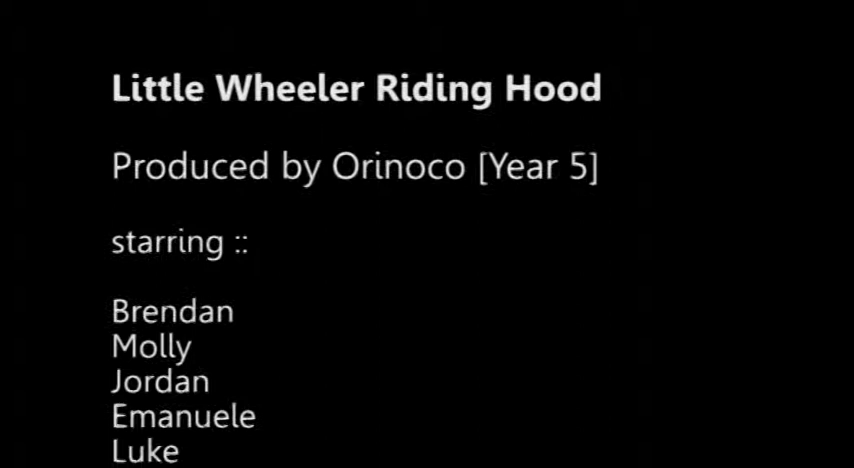 Little Wheeler Riding Hood
Produced by Orinoco [Year 5]
starring ::
Brendan
Molly
Jordan
Emanuele
Luke